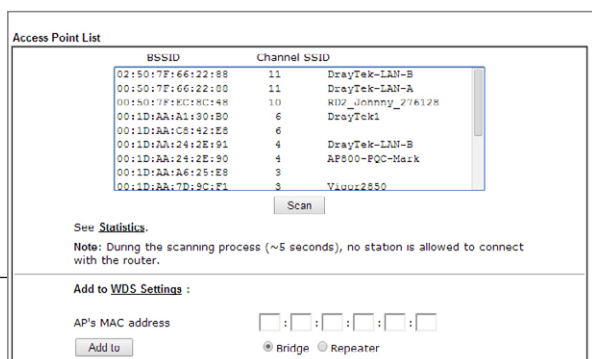 Access Point List
BSSID Channel SSID
02:50:7F:66:22:88 11 DrayTek-LAN-B
00:50:7F:66:22:88 11 DrayTek-LAN-A
00:50:7F:EC:8C:48 10 RD2_Johnny_276128
00:1D:AA:A1:30:B0 6 DrayTek1
00:1D:AA:C8:42:E8 6
00:1D:AA:24:2E:91 4 DrayTek-LAN-B
00:1D:AA:24:2E:90 4 AP800-PQC-Mark
00:1D:AA:A6:25:E8 3
00:1D:AA:7D:9C:F1 3 Vigor2850
Scan
See Statistics.
Note: During the scanning process (~5 seconds), no station is allowed to connect
with the router.
Add to WDS Settings :
AP's MAC address : : : : :
Add to Bridge Repeater